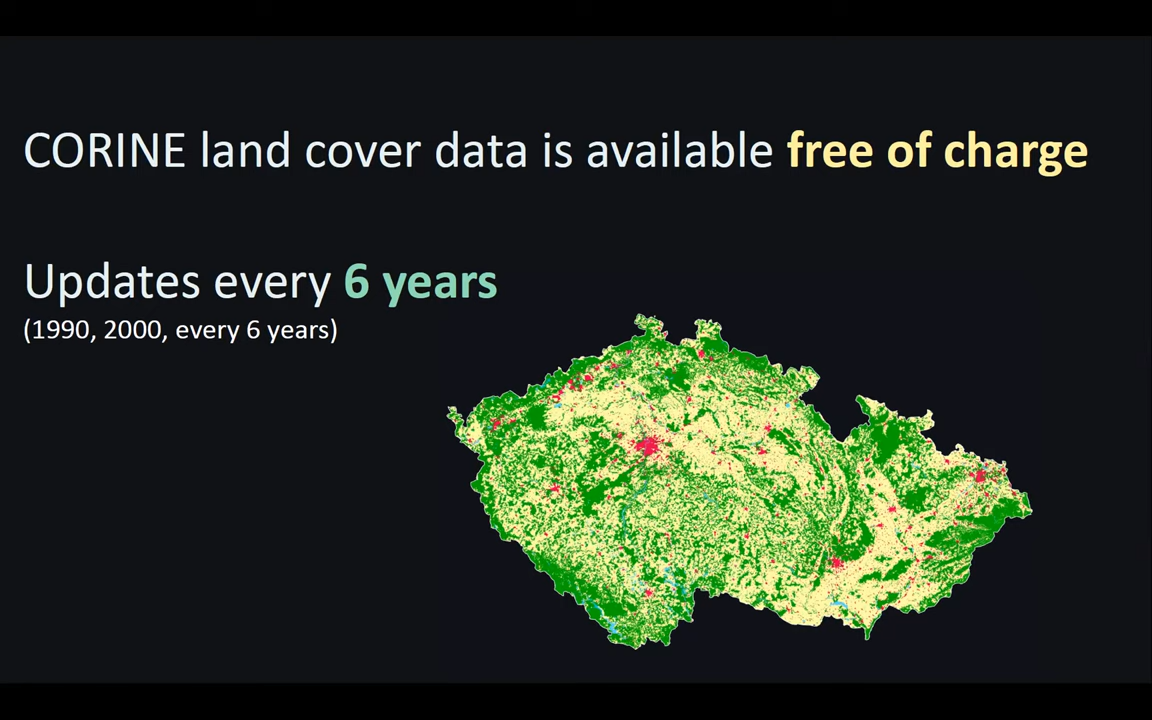 CORINE land cover data is available free of charge
Updates every 6 years
(1990, 2000, every 6 years)